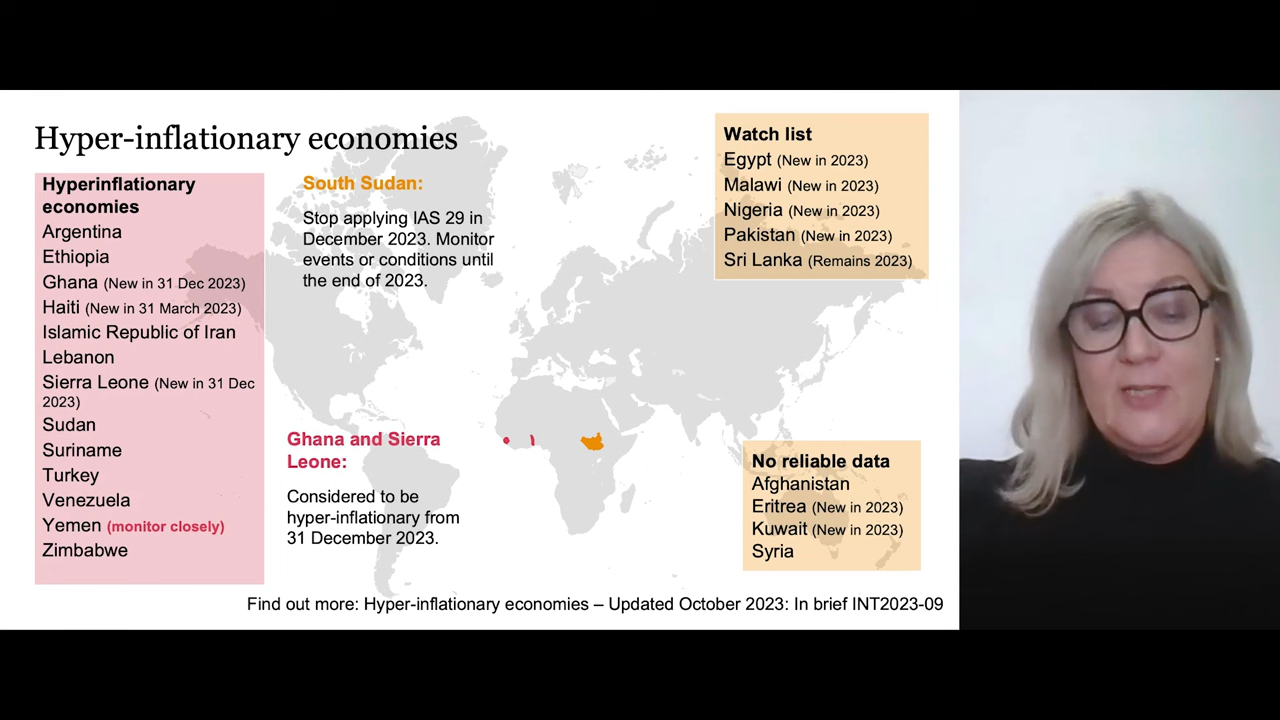 Hyper-inflationary economies
Hyperinflationary
economies
Argentina
Ethiopia
Ghana (New in 31 Dec 2023)
Haiti (New in 31 March 2023)
Islamic Republic of Iran
Lebanon
Sierra Leone (New in 31 Dec
2023)
Sudan
Suriname
Turkey
Venezuela
Yemen (monitor closely)
Zimbabwe
South Sudan:
Stop applying IAS 29 in
December 2023. Monitor
events or conditions until
the end of 2023.
Ghana and Sierra
Leone:
Considered to be
hyper-inflationary from
31 December 2023.
Watch list
Egypt (New in 2023)
Malawi (New in 2023)
Nigeria (New in 2023)
Pakistan (New in 2023)
Sri Lanka (Remains 2023)
No reliable data
Afghanistan
Eritrea (New in 2023)
Kuwait (New in 2023)
Syria
Find out more: Hyper-inflationary economies – Updated October 2023: In brief INT2023-09